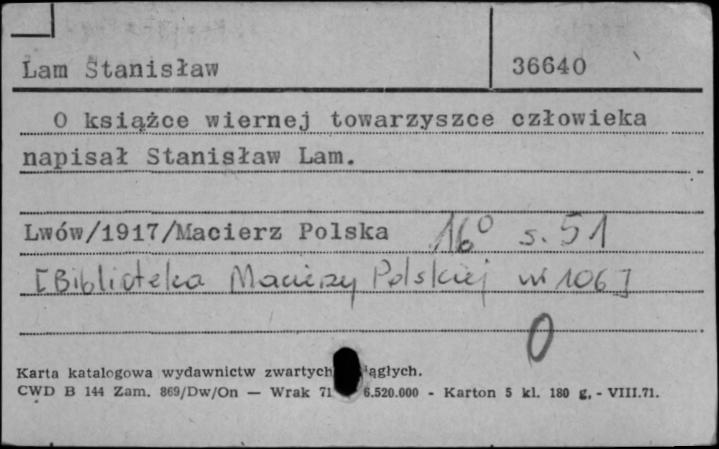 Lam Stanisław 36640
O książce wiernej towarzyszce człowieka
napisał Stanisław Lam.
Lwów/1917/Macierz Polska 16° s. 51
[Biblioteka Macierzy Polskiej nr 106]
0
Karta katalogowa wydawnictw zwartych ągłych.
CWD B 144 Zam. 869/Dw/On — Wrak 71 6.520.000 - Karton 5 kl. 180 g. - VIII.71.